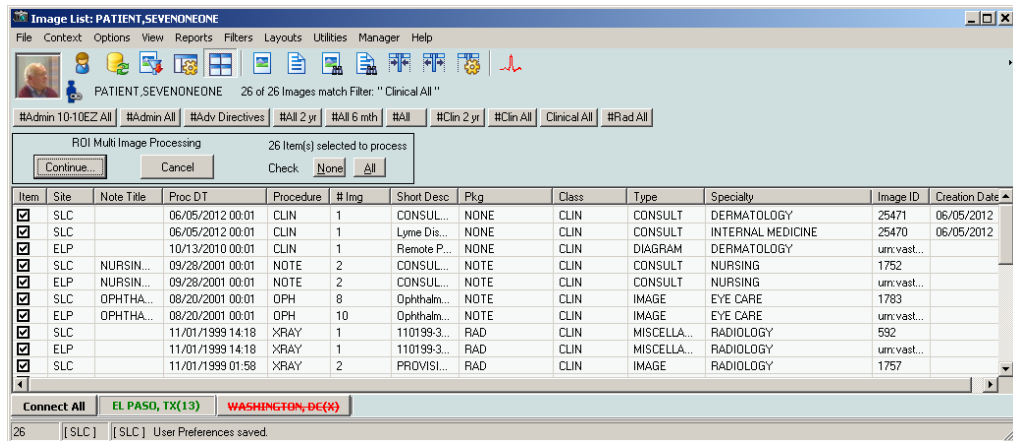 Image List: PATIENT,SEVENONEONE
File Context Options View Reports Filters Layouts Utilities Manager Help
PATIENT,SEVENONEONE 26 of 26 Images match Filter: " Clinical All "
#Admin 10-10EZ All #Admin All #Adv Directives #All 2 yr #All 6 mth #All #Clin 2 yr #Clin All Clinical All #Rad All
ROI Multi Image Processing 26 Item(s) selected to process
Continue... Cancel Check None All
Item Site Note Title Proc DT Procedure # Img Short Desc Pkg Class Type Specialty Image ID Creation Date
SLC 06/05/2012 00:01 CLIN 1 CONSUL... NONE CLIN CONSULT DERMATOLOGY 25471 06/05/2012
SLC 06/05/2012 00:01 CLIN 1 Lyme Dis... NONE CLIN CONSULT INTERNAL MEDICINE 25470 06/05/2012
ELP 10/13/2010 00:01 CLIN 1 Remote P... NONE CLIN DIAGRAM DERMATOLOGY urn:vast...
SLC NURSIN... 09/28/2001 00:01 NOTE 2 CONSUL... NOTE CLIN CONSULT NURSING 1752
ELP NURSIN... 09/28/2001 00:01 NOTE 2 CONSUL... NOTE CLIN CONSULT NURSING urn:vast...
SLC OPHTHA... 08/20/2001 00:01 OPH 8 Ophthalm... NOTE CLIN IMAGE EYE CARE 1783
ELP OPHTHA... 08/20/2001 00:01 OPH 10 Ophthalm... NOTE CLIN IMAGE EYE CARE urn:vast...
SLC 11/01/1999 14:18 XRAY 1 110199-3... RAD CLIN MISCELLA... RADIOLOGY 592
ELP 11/01/1999 14:18 XRAY 1 110199-3... RAD CLIN MISCELLA... RADIOLOGY urn:vast...
SLC 11/01/1999 01:58 XRAY 2 PROVISI... RAD CLIN IMAGE RADIOLOGY 1757
Connect All EL PASO, TX(13) WASHINGTON, DC(X)
26 [ SLC ] [ SLC ] User Preferences saved.